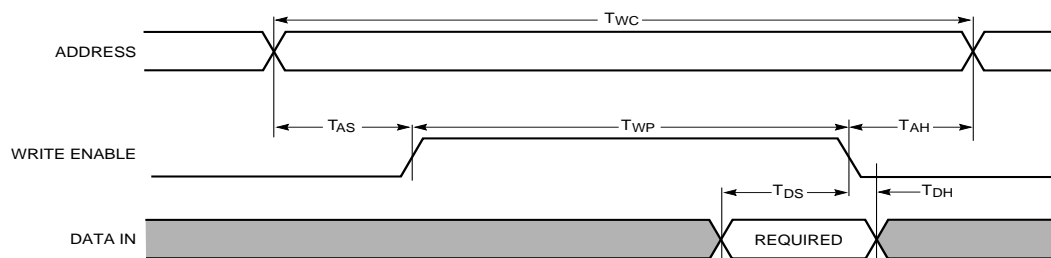 TWC
ADDRESS
TAS
TWP
TAH
WRITE ENABLE
TDS
TDH
DATA IN
REQUIRED